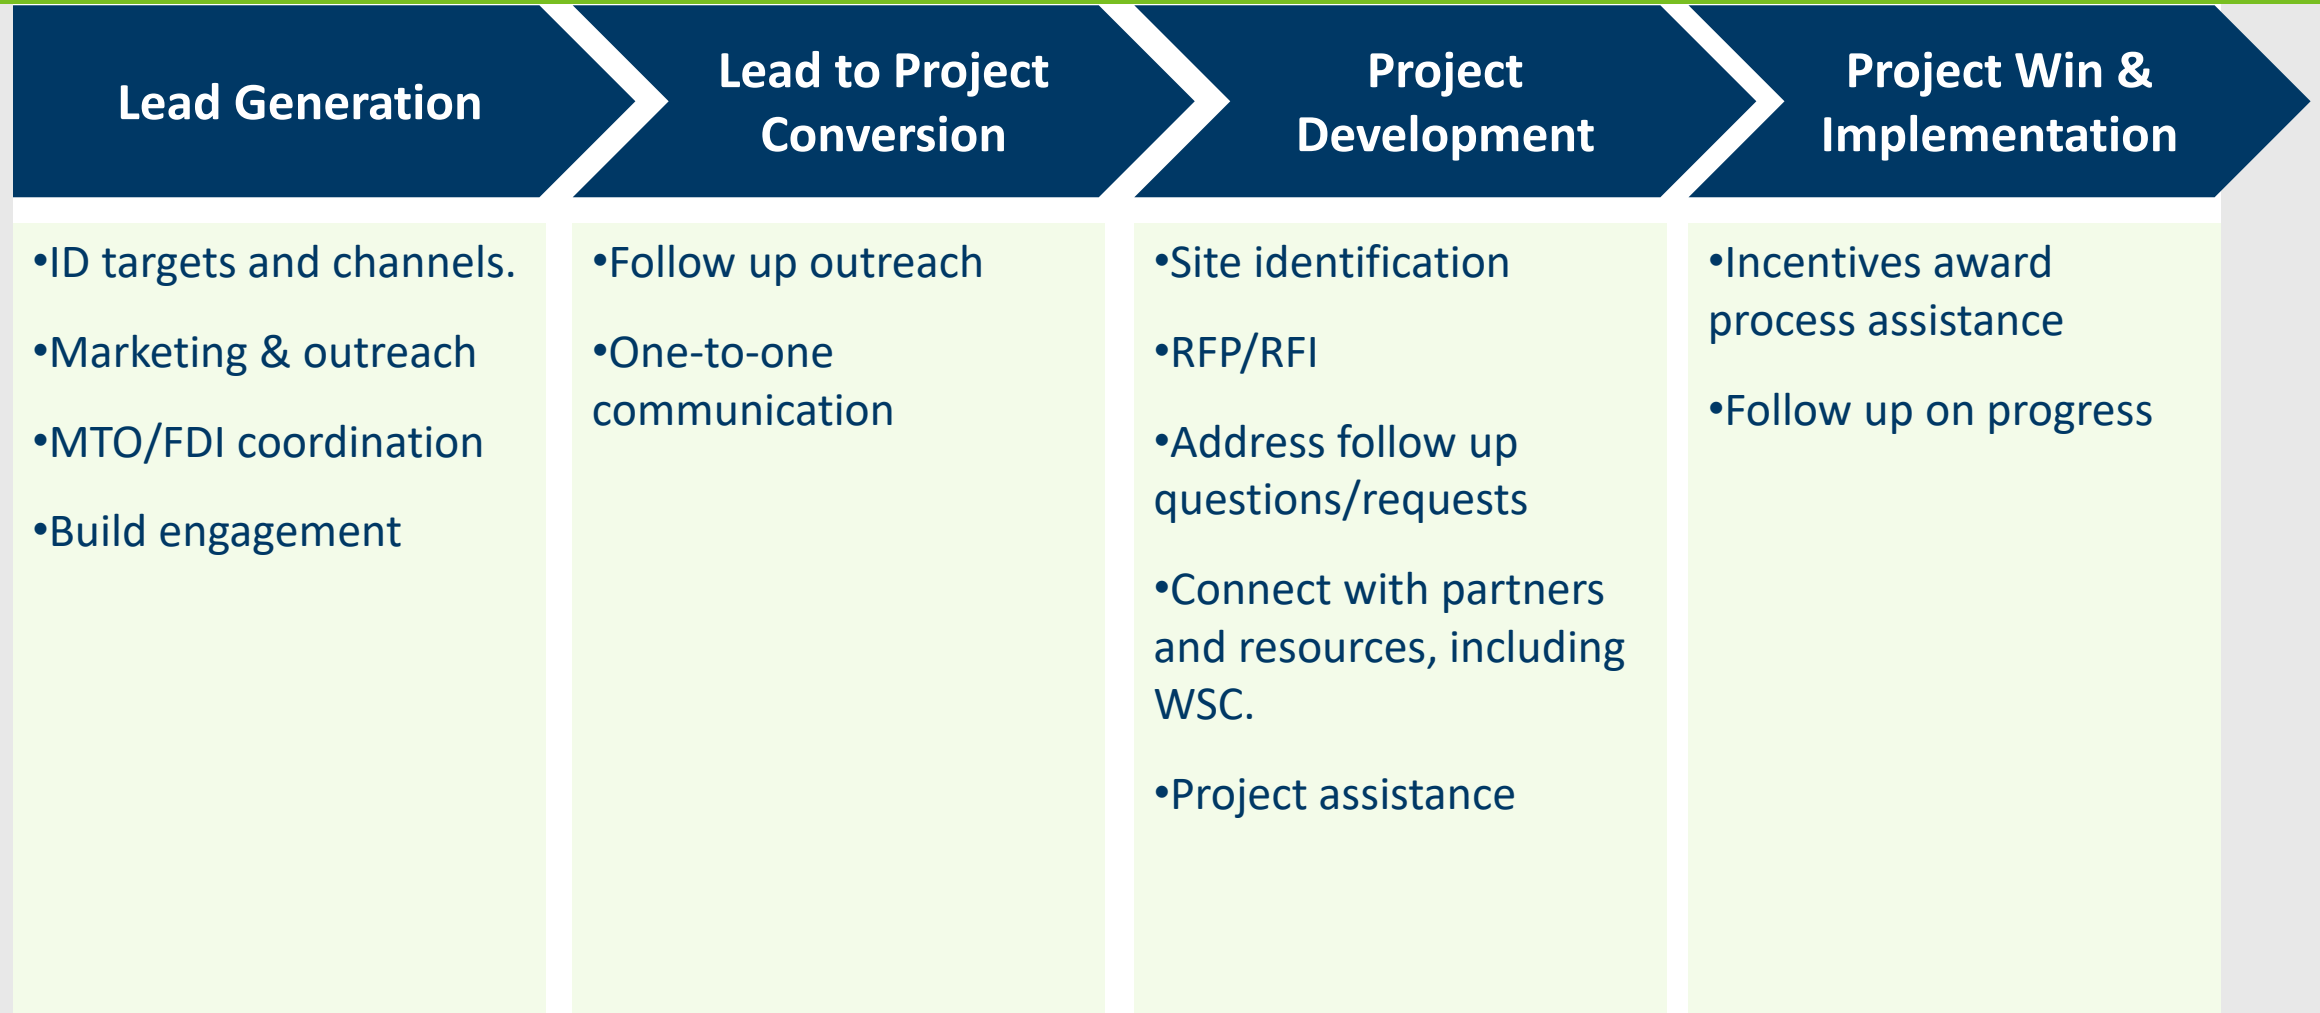 Lead Generation
Lead to Project
Conversion
Project
Development
Project Win &
Implementation
•ID targets and channels.
•Marketing & outreach
•MTO/FDI coordination
•Build engagement
•Follow up outreach
•One-to-one
communication
•Site identification
•RFP/RFI
•Address follow up
questions/requests
•Connect with partners
and resources, including
WSC.
•Project assistance
•Incentives award
process assistance
•Follow up on progress